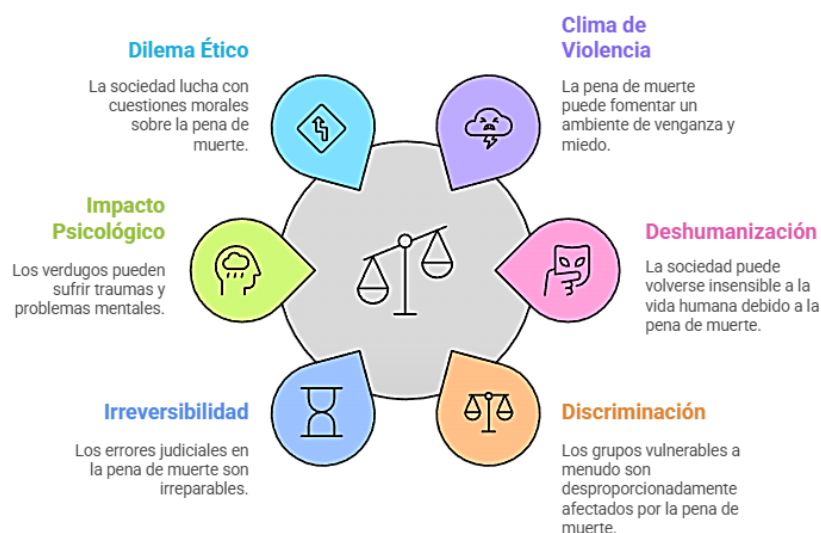 Dilema Ético
La sociedad lucha con
cuestiones morales
sobre la pena de
muerte.
Clima de
Violencia
La pena de muerte
puede fomentar un
ambiente de venganza y
miedo.
Impacto
Psicológico
Los verdugos pueden
sufrir traumas y
problemas mentales.
Deshumanización
La sociedad puede
volverse insensible a la
vida humana debido a la
pena de muerte.
Irreversibilidad
Los errores judiciales en
la pena de muerte son
irreparables.
Discriminación
Los grupos vulnerables a
menudo son
desproporcionadamente
afectados por la pena de
muerte.